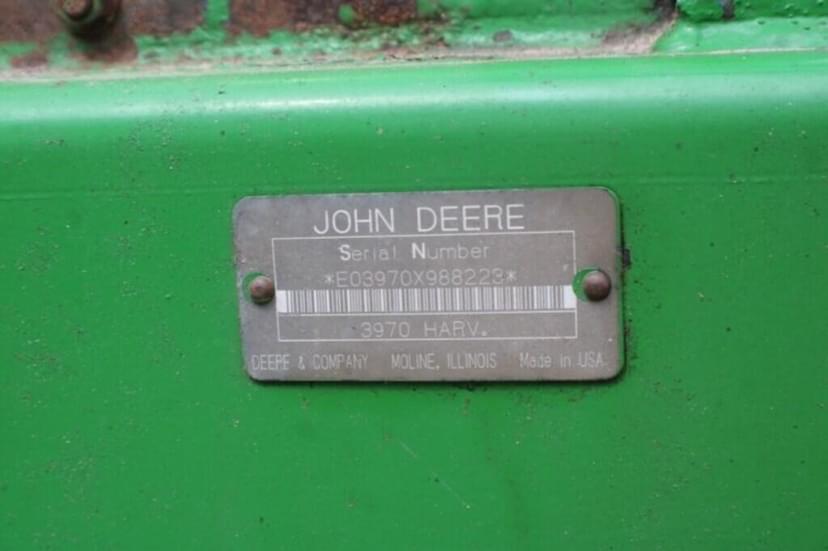 JOHN DEERE
Serial Number
*E03970X988223*
3970 HARV.
DEERE & COMPANY MOLINE, ILLINOIS Made in USA